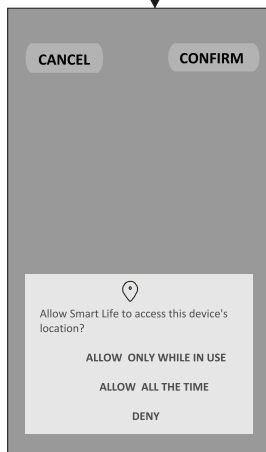 CANCEL
CONFIRM
Allow Smart Life to access this device's
location?
ALLOW ONLY WHILE IN USE
ALLOW ALL THE TIME
DENY